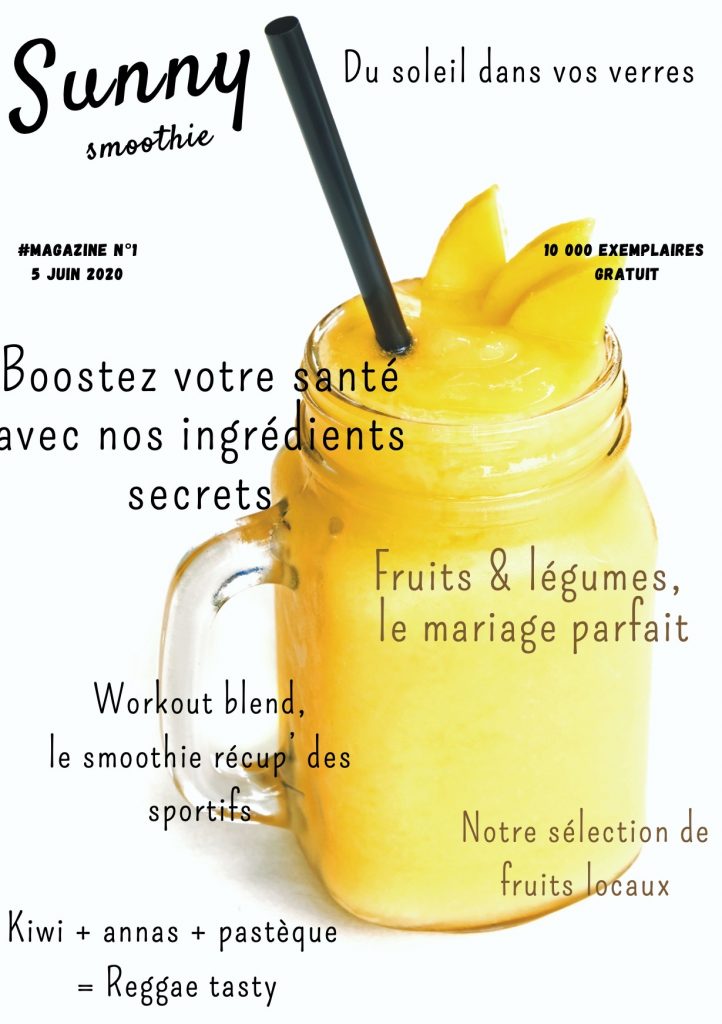 Sunny
smoothie
Du soleil dans vos verres
#MAGAZINE N°1
5 JUIN 2020
10 000 EXEMPLAIRES
GRATUIT
Boostez votre santé
avec nos ingrédients
secrets
Fruits & légumes,
le mariage parfait
Workout blend,
le smoothie récup' des
sportifs
Notre sélection de
fruits locaux
Kiwi + annas + pastèque
= Reggae tasty